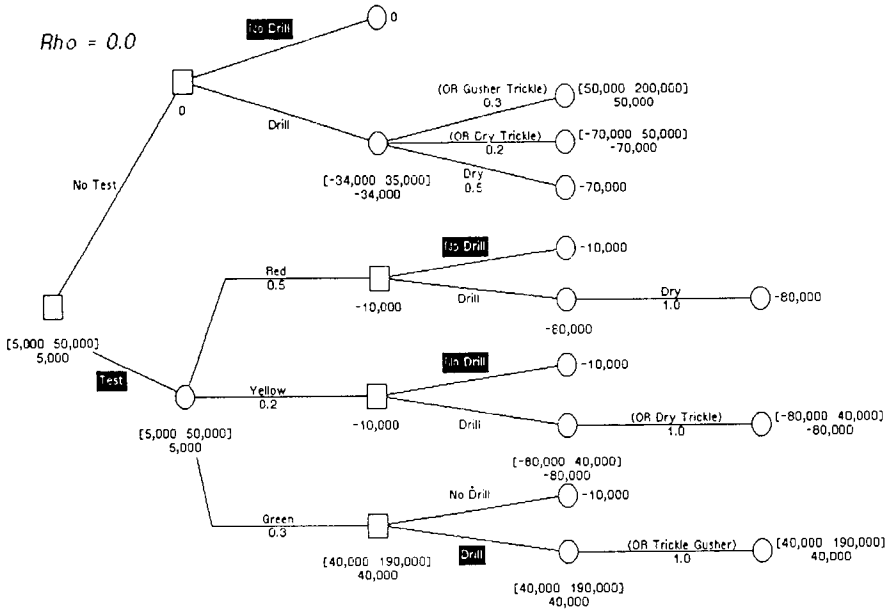 Rho = 0.0
No Drill
0
0
Drill
(OR Gusher Trickle)
0.3
[50,000 200,000]
50,000
(OR Dry Trickle)
0.2
[-70,000 50,000]
-70,000
Dry
0.5
-70,000
[-34,000 35,000]
-34,000
No Test
[5,000 50,000]
5,000
Test
[5,000 50,000]
5,000
Red
0.5
-10,000
No Drill
-10,000
Drill
-80,000
Dry
1.0
-80,000
Yellow
0.2
-10,000
No Drill
-10,000
Drill
[-80,000 40,000]
-80,000
(OR Dry Trickle)
1.0
[-80,000 40,000]
-80,000
Green
0.3
[40,000 190,000]
40,000
No Drill
-10,000
Drill
[40,000 190,000]
40,000
(OR Trickle Gusher)
1.0
[40,000 190,000]
40,000